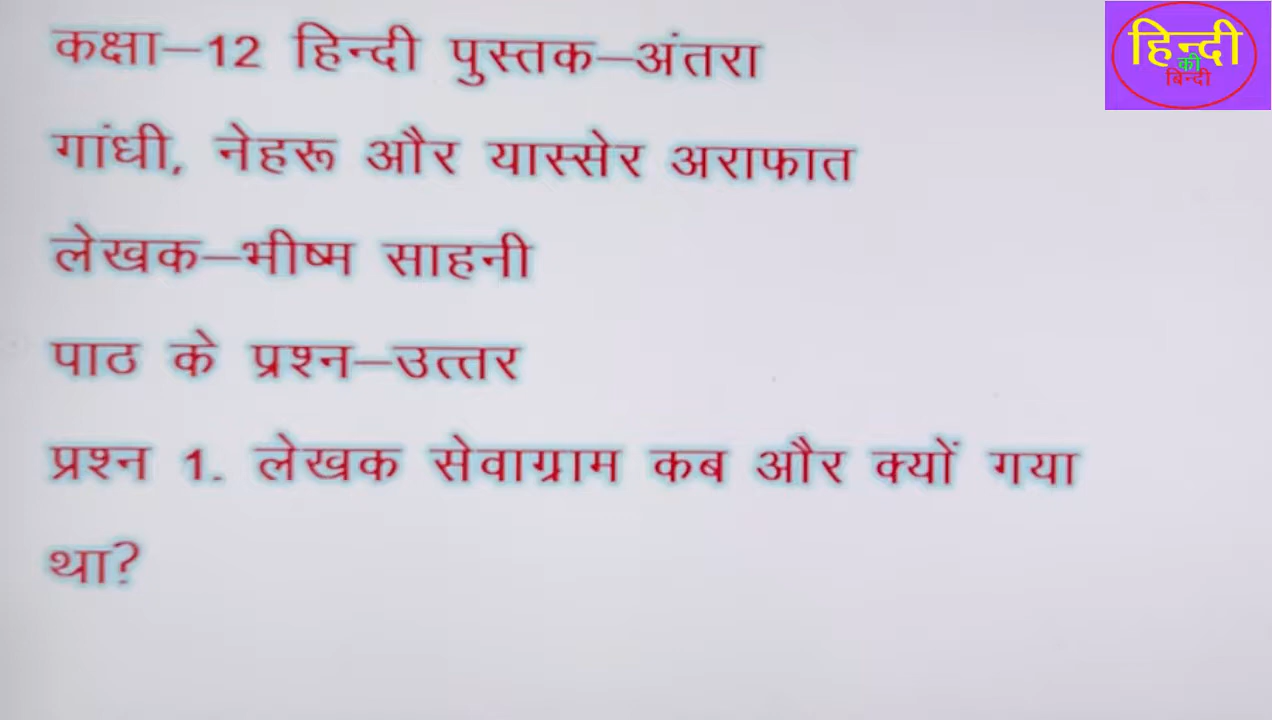 कक्षा–12 हिन्दी पुस्तक–अंतरा
हिन्दी
की
बिन्दी
गांधी, नेहरू और यास्सेर अराफात
लेखक–भीष्म साहनी
पाठ के प्रश्न–उत्तर
प्रश्न 1. लेखक सेवाग्राम कब और क्यों गया
था?